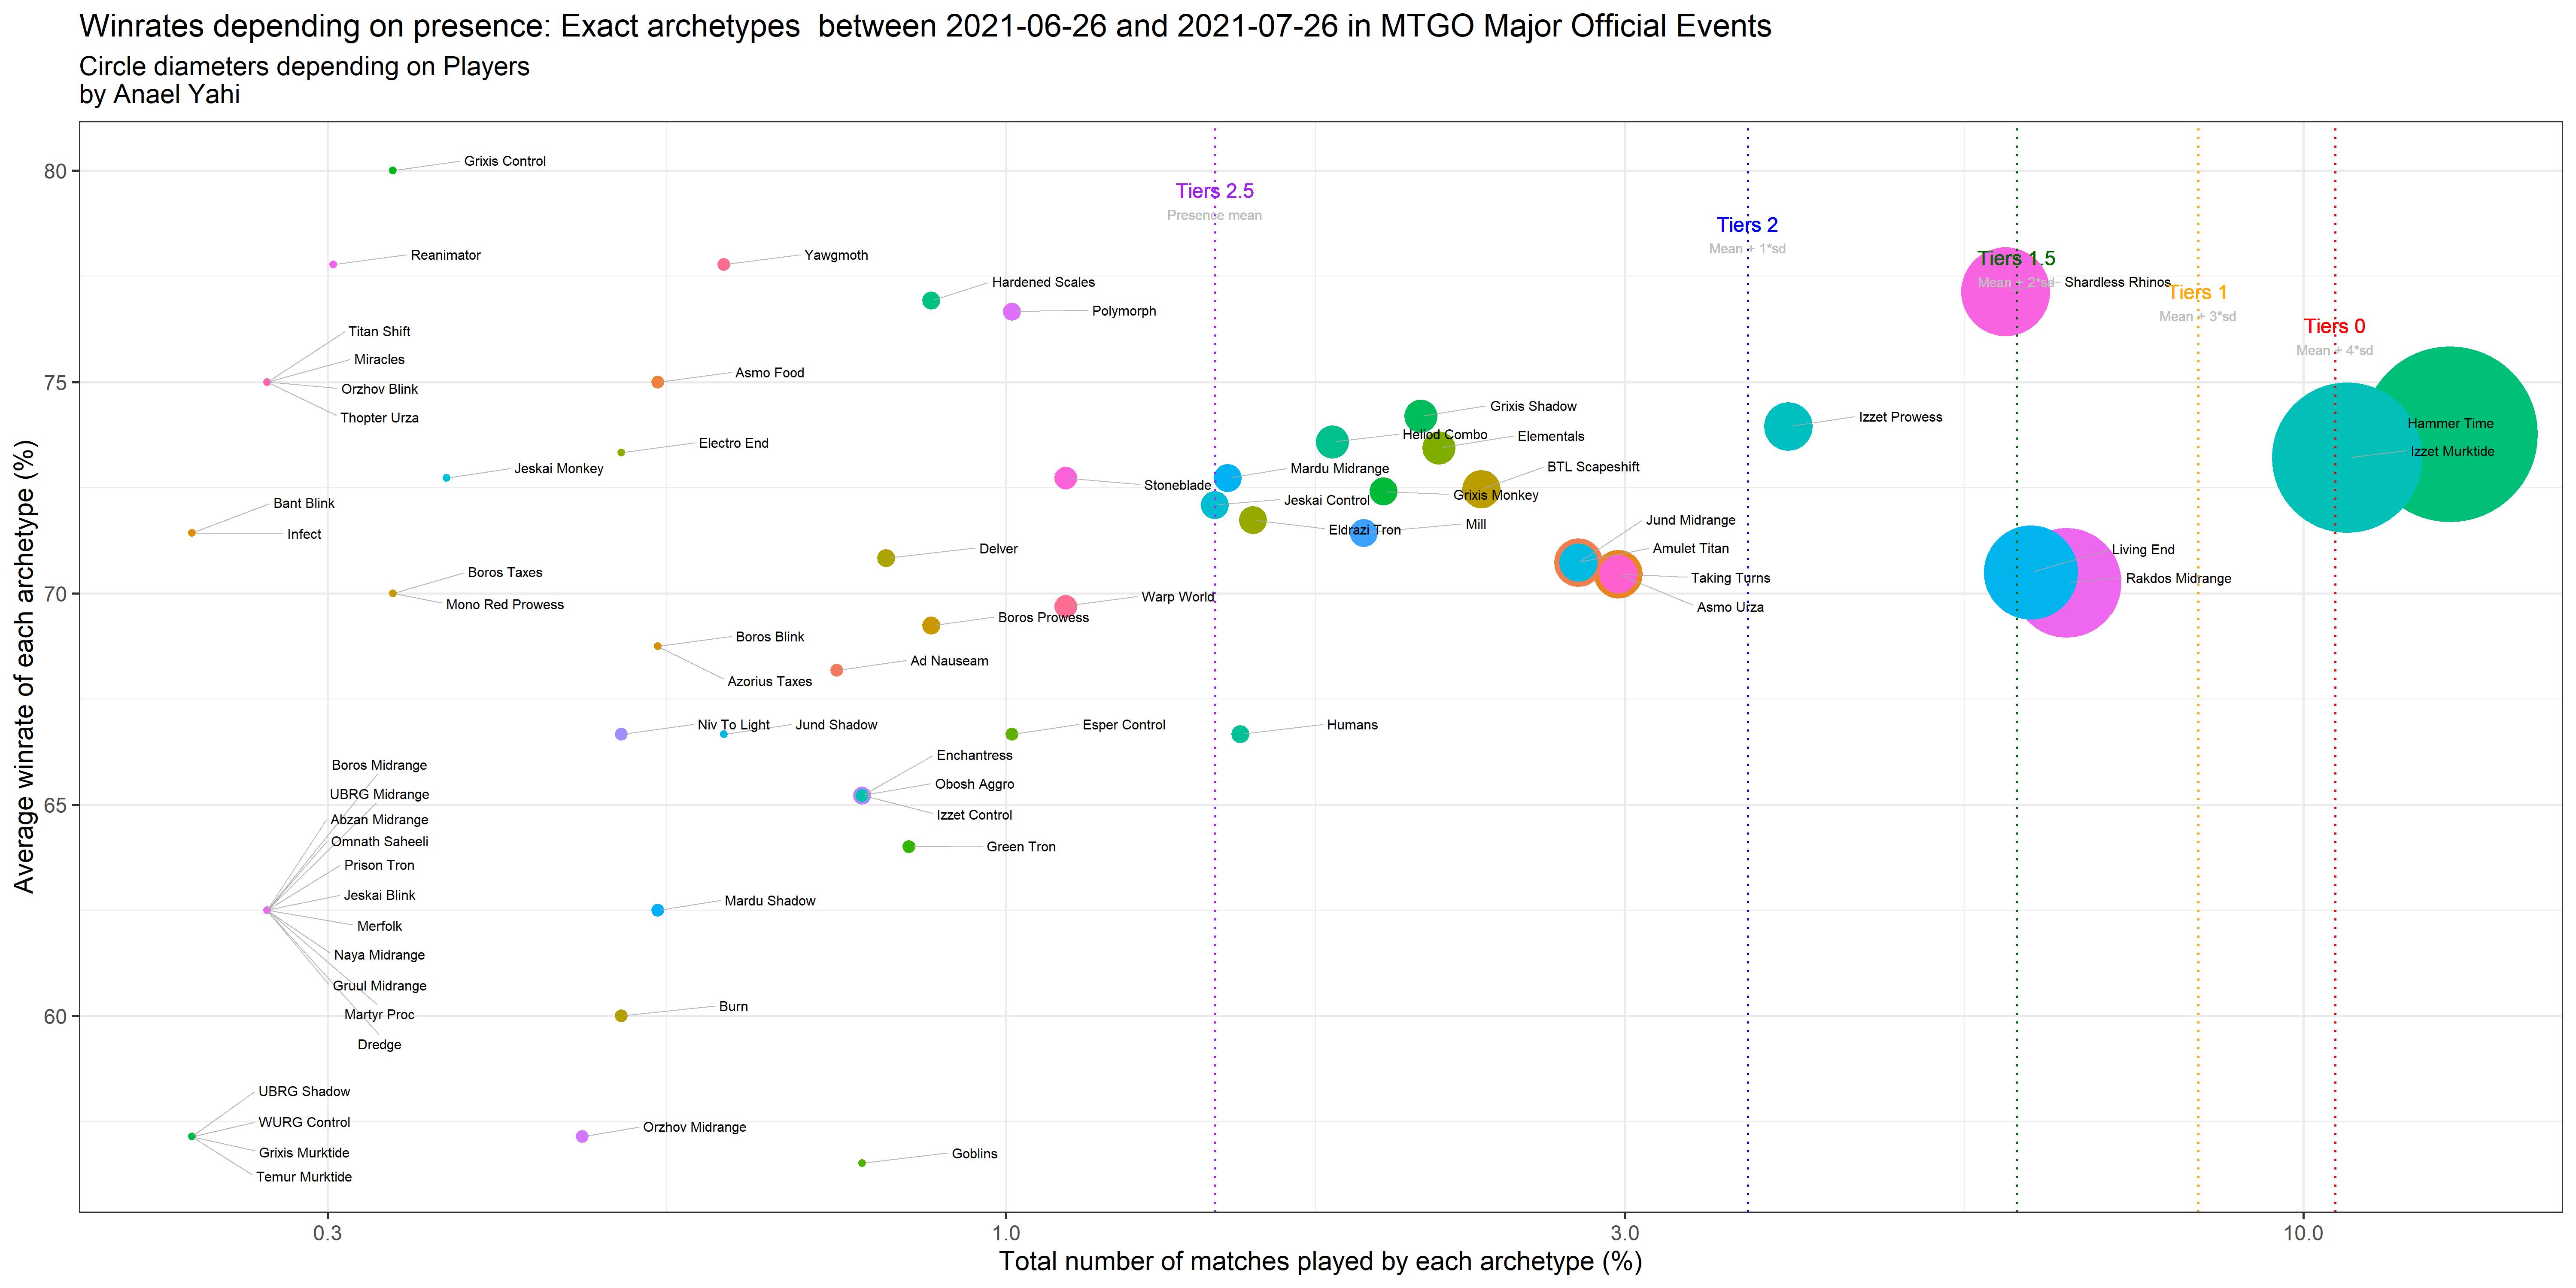 Winrates depending on presence: Exact archetypes  between 2021-06-26 and 2021-07-26 in MTGO Major Official Events
Circle diameters depending on Players
by Anael Yahi
Average winrate of each archetype (%)
80
75
70
65
60
Grixis Control
Reanimator
Yawgmoth
Hardened Scales
Polymorph
Titan Shift
Miracles
Orzhov Blink
Thopter Urza
Asmo Food
Electro End
Jeskai Monkey
Bant Blink
Infect
Boros Taxes
Mono Red Prowess
Delver
Stoneblade
Warp World
Boros Prowess
Boros Blink
Azorius Taxes
Ad Nauseam
Niv To Light
Jund Shadow
Esper Control
Humans
Enchantress
Obosh Aggro
Izzet Control
Green Tron
Boros Midrange
UBRG Midrange
Abzan Midrange
Omnath Saheeli
Prison Tron
Jeskai Blink
Merfolk
Naya Midrange
Gruul Midrange
Martyr Proc
Dredge
Mardu Shadow
Burn
UBRG Shadow
WURG Control
Grixis Murktide
Temur Murktide
Orzhov Midrange
Goblins
Tiers 2.5
Presence mean
Tiers 2
Mean + 1*sd
Tiers 1.5
Mean + 2*sd
Shardless Rhinos
Tiers 1
Mean + 3*sd
Tiers 0
Mean + 4*sd
Grixis Shadow
Heliod Combo
Elementals
Mardu Midrange
BTL Scapeshift
Jeskai Control
Grixis Monkey
Eldrazi Tron
Mill
Izzet Prowess
Hammer Time
Izzet Murktide
Jund Midrange
Amulet Titan
Taking Turns
Asmo Urza
Living End
Rakdos Midrange
0.3
1.0
3.0
10.0
Total number of matches played by each archetype (%)